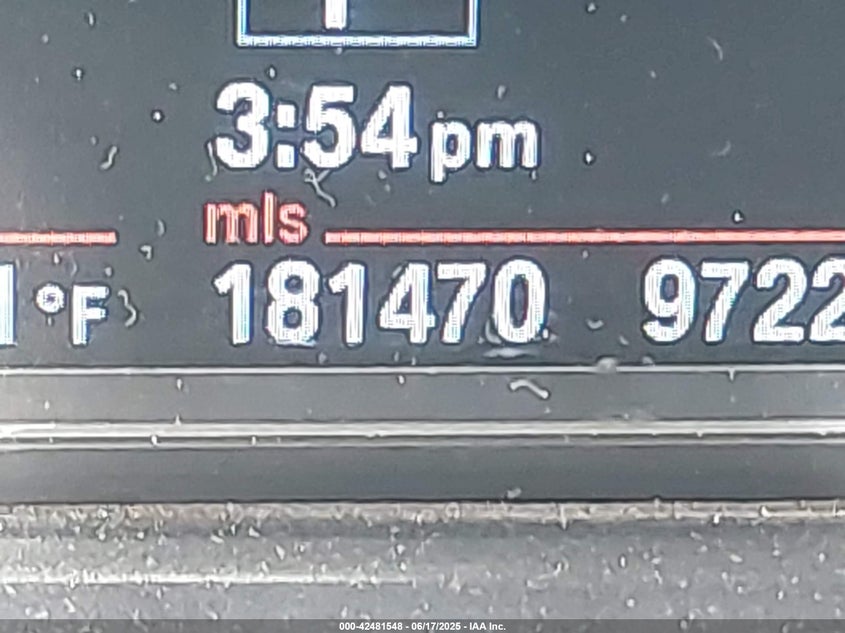 3:54 pm
mls
°F 181470 9722
000-42481548 - 06/17/2025 - IAA Inc.